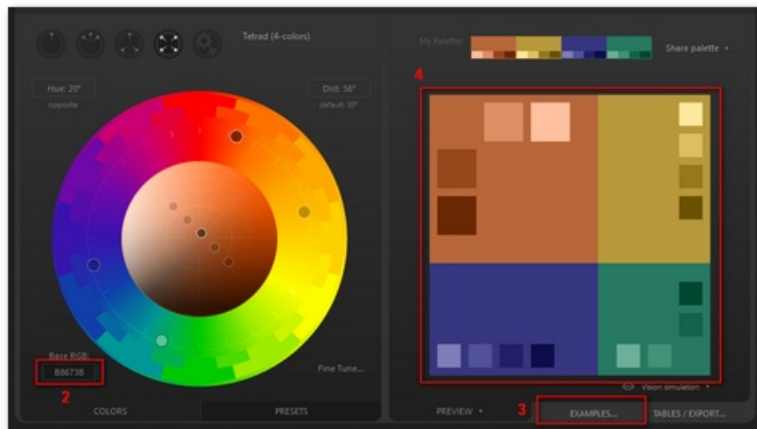 Tetrad (4-colors)
My Palette:
Share palette
4
Hue: 20°
opposite
Dist: 56°
default: 30°
Base RGB:
B8673B
2
Fine Tune...
COLORS
PRESETS
Vision simulation
3
PREVIEW
EXAMPLES...
TABLES / EXPORT...